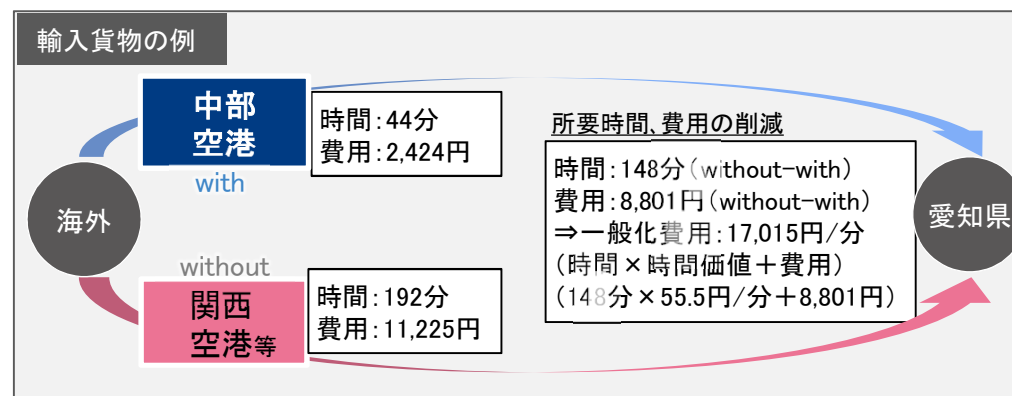 輸入貨物の例
中部
空港
with
時間:44分
費用:2,424円
海外
without
関西
空港等
時間:192分
費用:11,225円
所要時間、費用の削減
時間:148分(without-with)
費用:8,801円(without-with)
⇒一般化費用:17,015円/分
(時間×時間価値+費用)
(148分×55.5円/分+8,801円)
愛知県